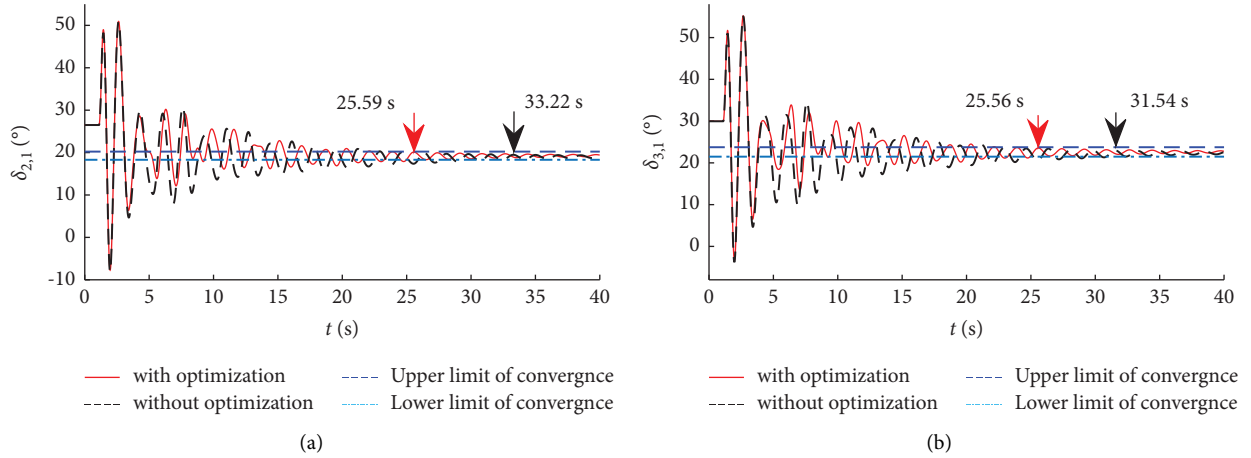 50
40
30
20
10
0
-10
δ2,1 (°)
25.59 s
33.22 s
0 5 10 15 20 25 30 35 40
t (s)
with optimization
without optimization
Upper limit of convergnce
Lower limit of convergnce
(a)
50
40
30
20
10
0
δ3,1 (°)
25.56 s
31.54 s
0 5 10 15 20 25 30 35 40
t (s)
with optimization
without optimization
Upper limit of convergnce
Lower limit of convergnce
(b)